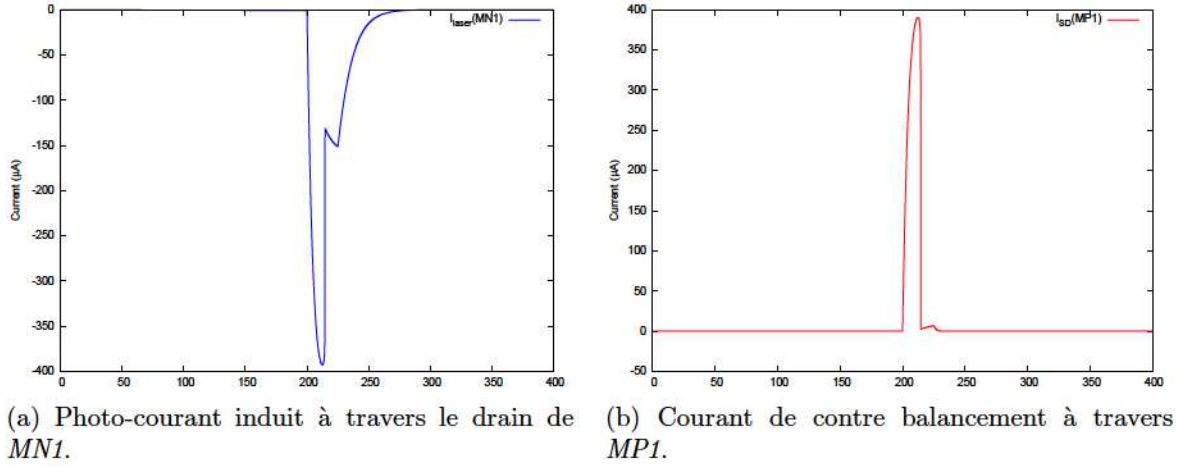 0
-50
-100
-150
-200
-250
-300
-350
-400
Current (µA)
0 50 100 150 200 250 300 350 400
I_laser(MN1)
400
350
300
250
200
150
100
50
0
-50
Current (µA)
0 50 100 150 200 250 300 350 400
I_SD(MP1)
(a) Photo-courant induit à travers le drain de
MN1.
(b) Courant de contre balancement à travers
MP1.